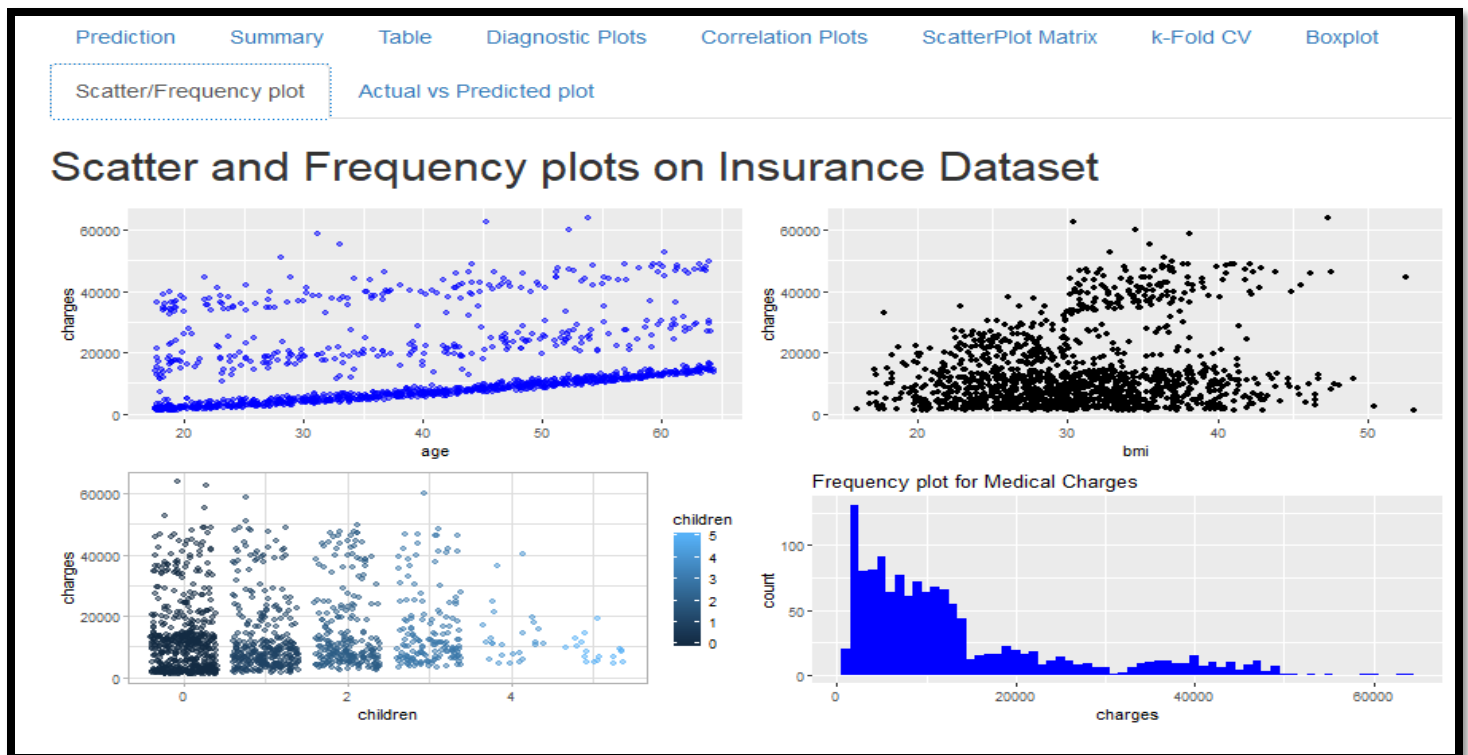 Prediction Summary Table Diagnostic Plots Correlation Plots ScatterPlot Matrix k-Fold CV Boxplot
Scatter/Frequency plot Actual vs Predicted plot
Scatter and Frequency plots on Insurance Dataset
60000
40000
20000
0
charges
20 30 40 50 60
age
60000
40000
20000
0
charges
20 30 40 50
bmi
60000
40000
20000
0
charges
0 2 4
children
children
5
4
3
2
1
0
Frequency plot for Medical Charges
100
50
0
count
0 20000 40000 60000
charges